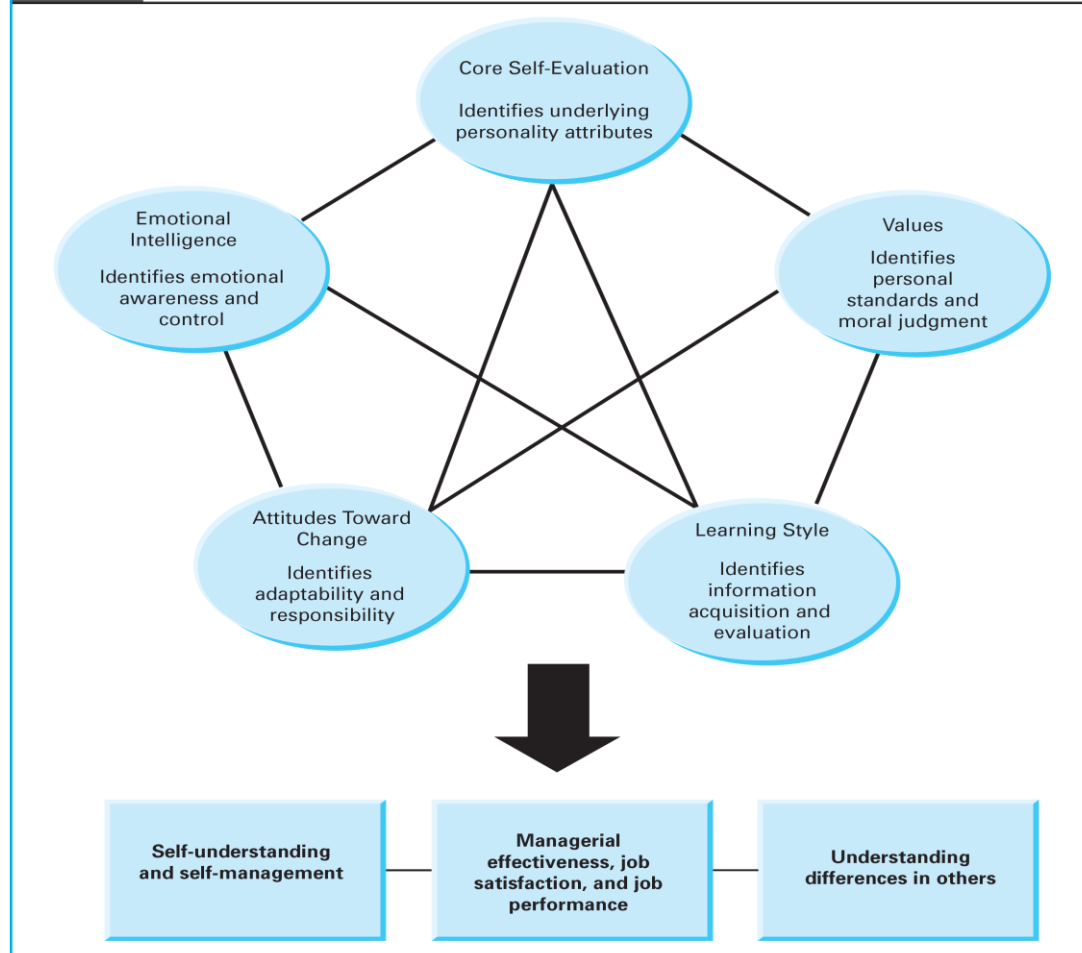 Core Self-Evaluation
Identifies underlying
personality attributes
Emotional
Intelligence
Identifies emotional
awareness and
control
Values
Identifies
personal
standards and
moral judgment
Attitudes Toward
Change
Identifies
adaptability and
responsibility
Learning Style
Identifies
information
acquisition and
evaluation
Self-understanding
and self-management
Managerial
effectiveness, job
satisfaction, and job
performance
Understanding
differences in others